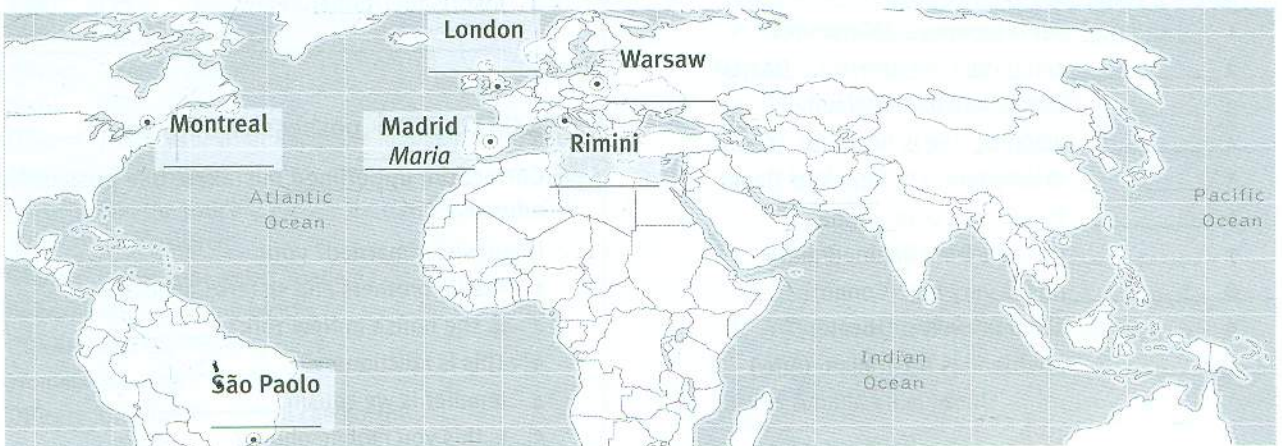 London
Warsaw
Montreal
Madrid
Maria
Rimini
Atlantic
Ocean
Pacific
Ocean
Indian
Ocean
São Paolo